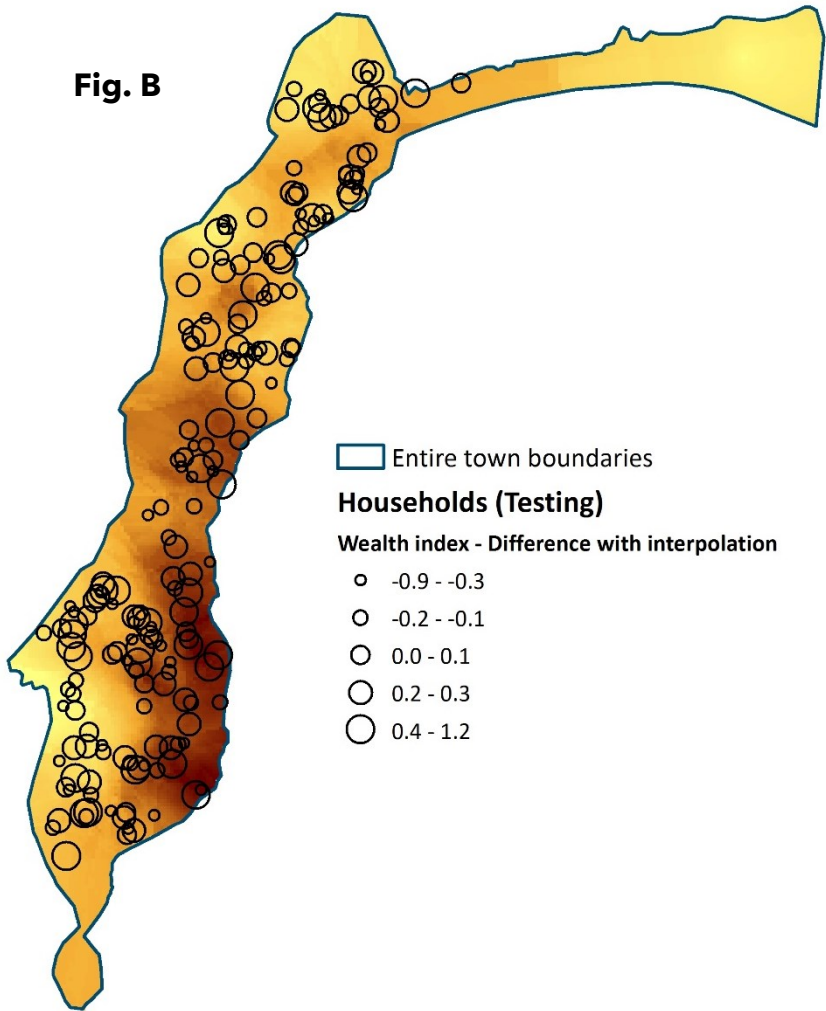 Fig. B
Entire town boundaries
Households (Testing)
Wealth index - Difference with interpolation
-0.9 - -0.3
-0.2 - -0.1
0.0 - 0.1
0.2 - 0.3
0.4 - 1.2